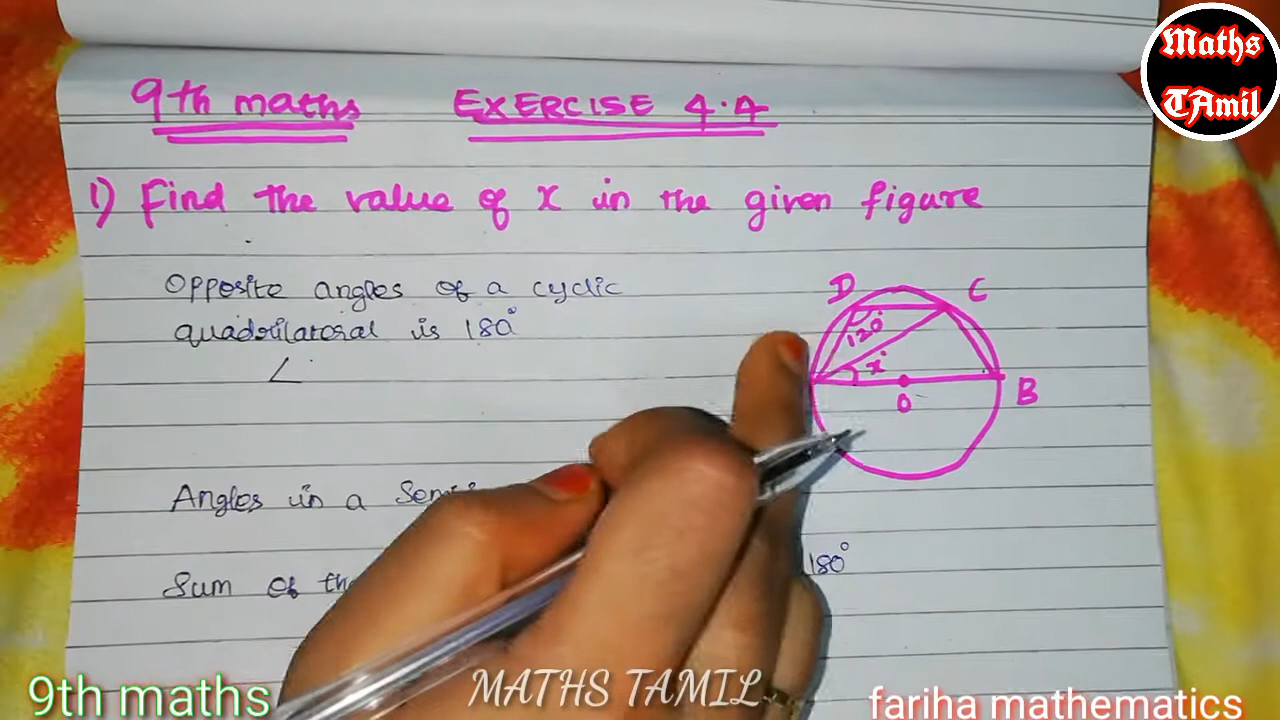 Maths
TAmil
9th maths EXERCISE 4.4
1) Find the value of x in the given figure
Opposite angles of a cyclic
quadrilateral is 180°
∠
D C
120°
x°
O B
Angles in a
Sum of 180°
9th maths MATHS TAMIL fariha mathematics